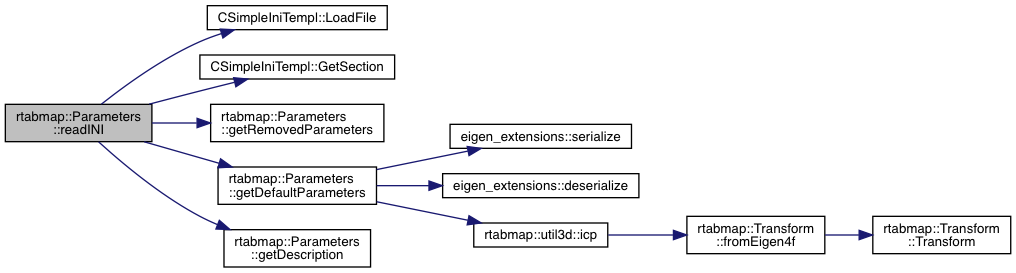 rtabmap::Parameters
::readINI
CSimpleIniTempl::LoadFile
CSimpleIniTempl::GetSection
rtabmap::Parameters
::getRemovedParameters
rtabmap::Parameters
::getDefaultParameters
rtabmap::Parameters
::getDescription
eigen_extensions::serialize
eigen_extensions::deserialize
rtabmap::util3d::icp
rtabmap::Transform
::fromEigen4f
rtabmap::Transform
::Transform